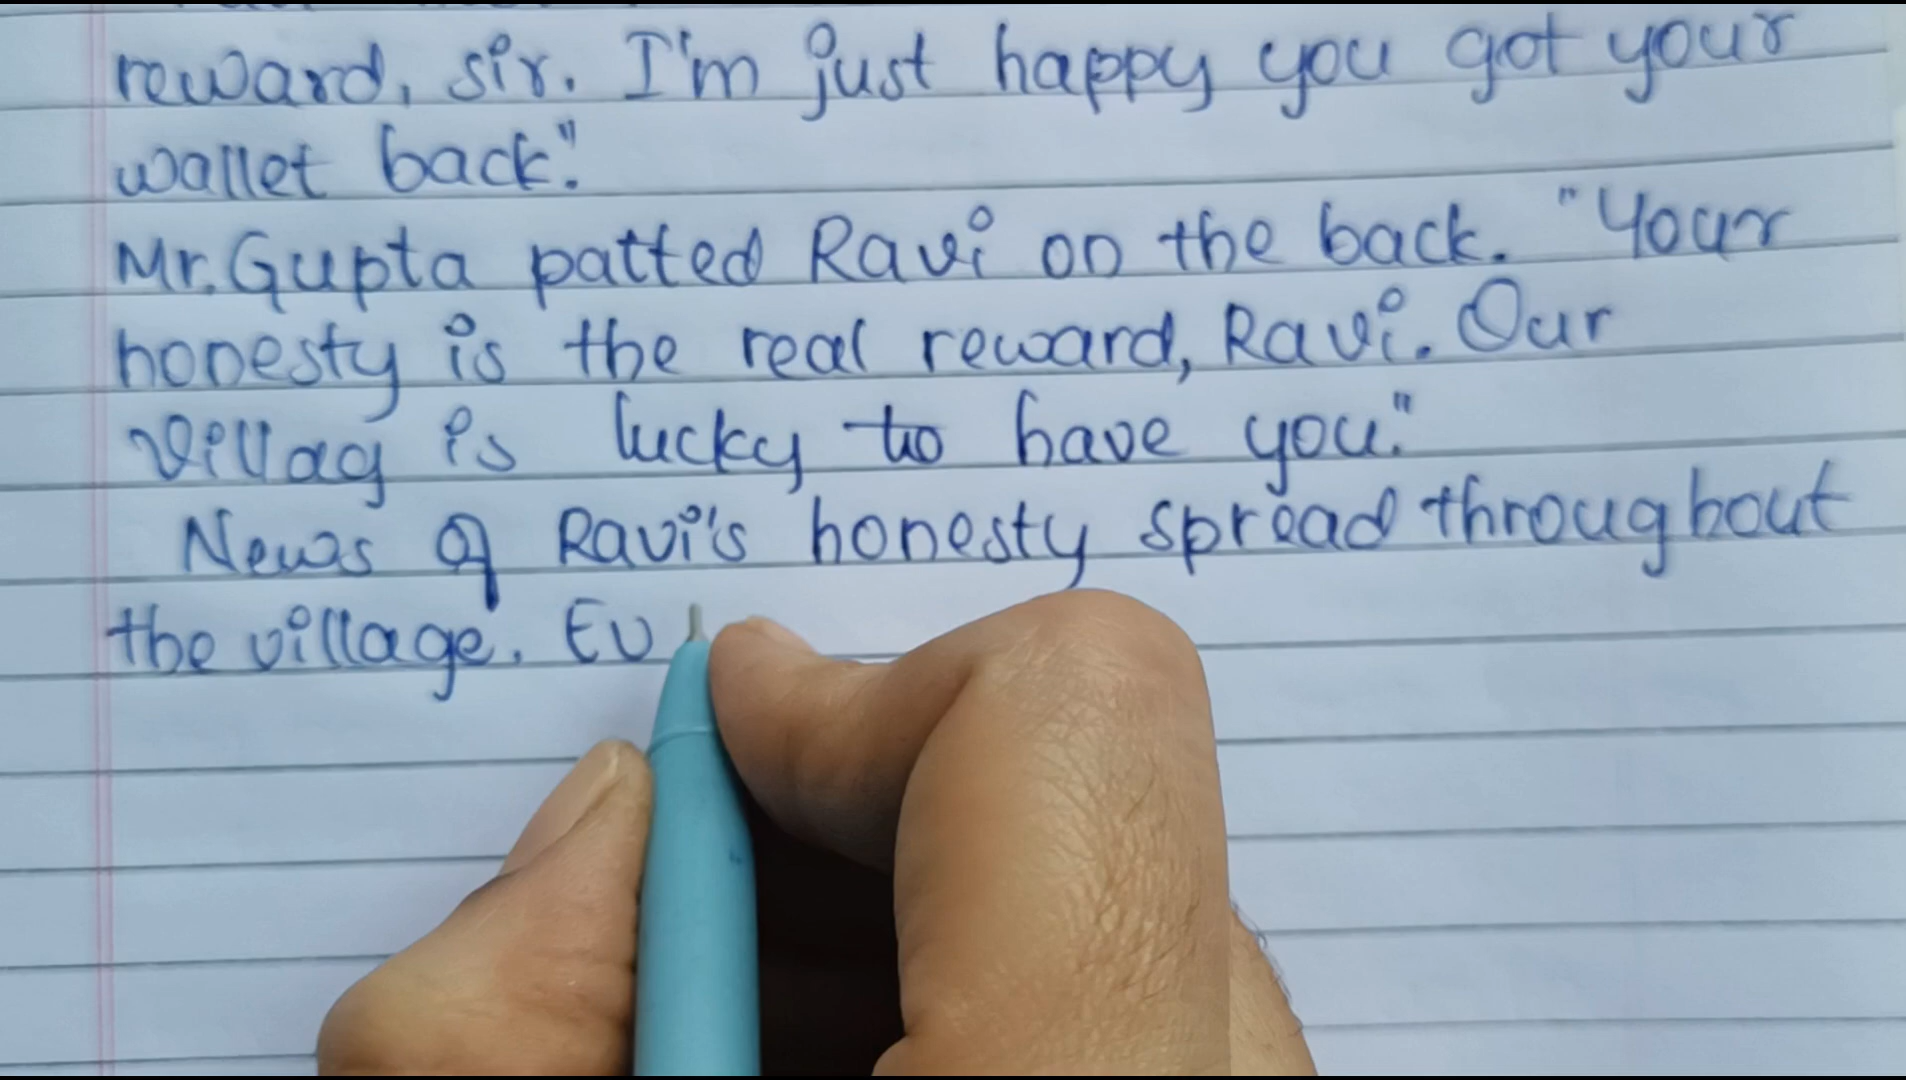 reward, sir. I'm just happy you got your
wallet back."
Mr. Gupta patted Ravi on the back. "Your
honesty is the real reward, Ravi. Our
Villag is lucky to have you."
News of Ravi's honesty spread throughout
the village. Ev